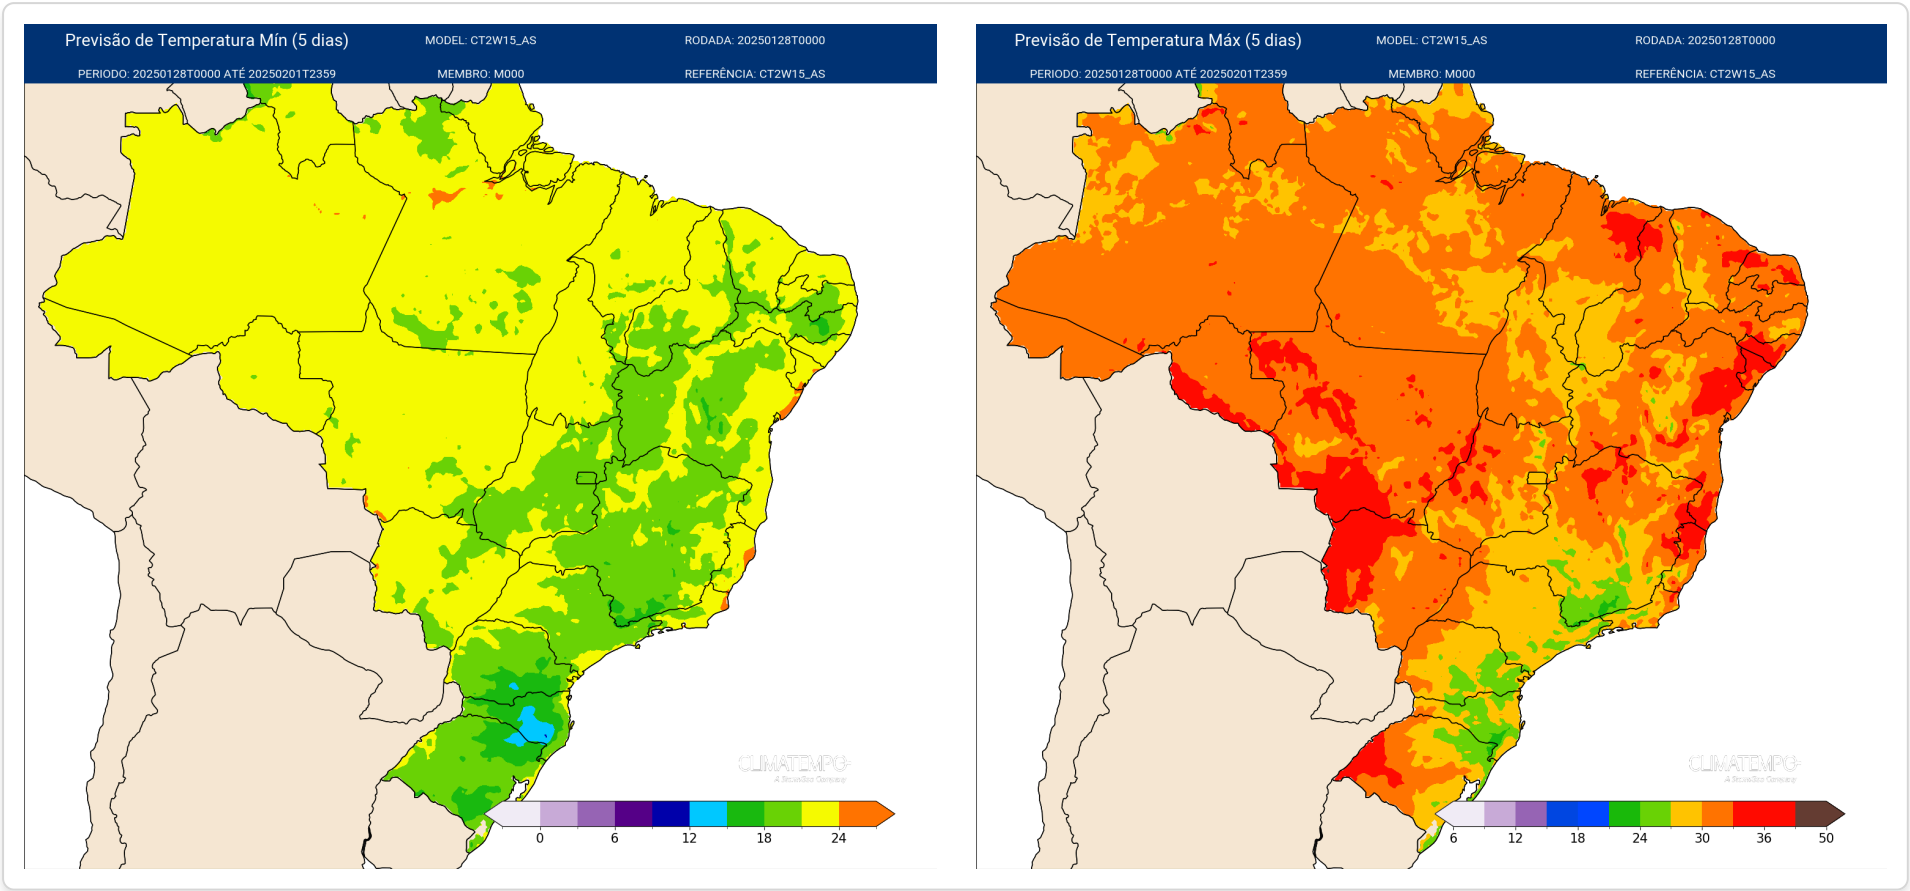 Previsão de Temperatura Mín (5 dias)
MODEL: CT2W15_AS
RODADA: 20250128T0000
PERIODO: 20250128T0000 ATÉ 20250201T2359
MEMBRO: M000
REFERÊNCIA: CT2W15_AS
CLIMATEMPO
0 6 12 18 24
Previsão de Temperatura Máx (5 dias)
MODEL: CT2W15_AS
RODADA: 20250128T0000
PERIODO: 20250128T0000 ATÉ 20250201T2359
MEMBRO: M000
REFERÊNCIA: CT2W15_AS
CLIMATEMPO
6 12 18 24 30 36 50